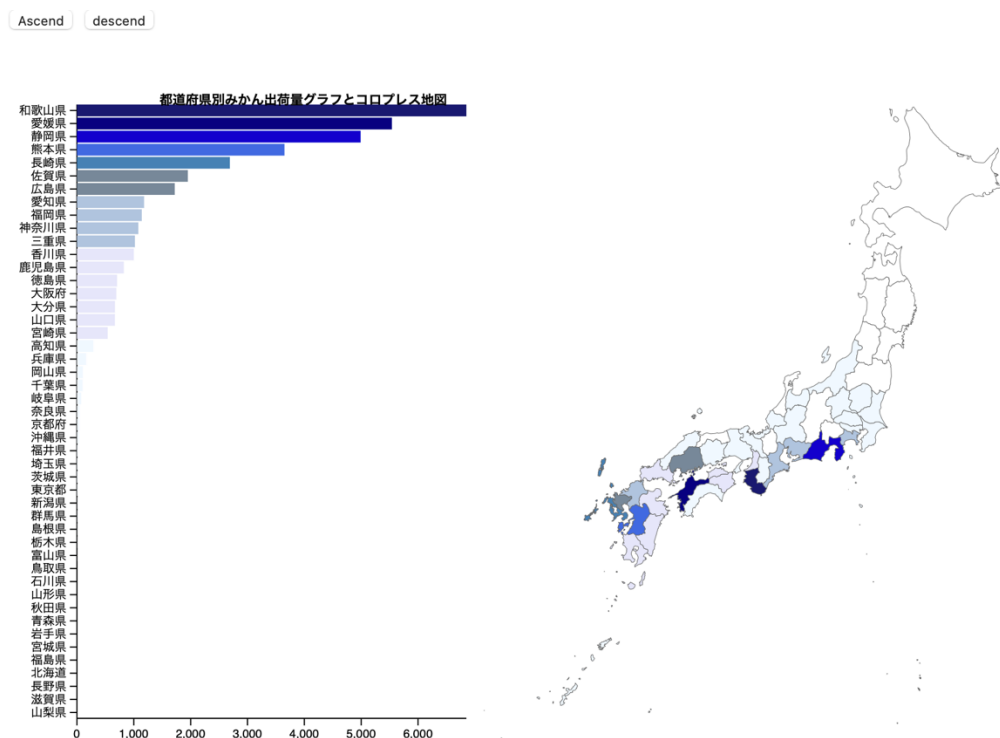 Ascend descend
都道府県別みかん出荷量グラフとコロプレス地図
和歌山県
愛媛県
静岡県
熊本県
長崎県
佐賀県
広島県
愛知県
福岡県
神奈川県
三重県
香川県
鹿児島県
徳島県
大阪府
大分県
山口県
宮崎県
高知県
兵庫県
岡山県
千葉県
岐阜県
奈良県
京都府
沖縄県
福井県
埼玉県
茨城県
東京都
新潟県
群馬県
島根県
栃木県
富山県
鳥取県
石川県
山形県
秋田県
青森県
岩手県
宮城県
福島県
北海道
長野県
滋賀県
山梨県
0 1,000 2,000 3,000 4,000 5,000 6,000